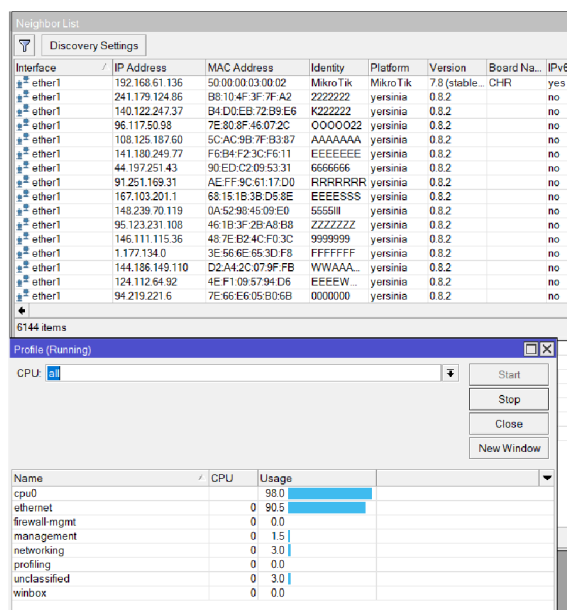 Neighbor List
Discovery Settings
Interface / IP Address MAC Address Identity Platform Version Board Na... IPv6
ether1 192.168.61.136 50:00:00:03:00:02 MikroTik MikroTik 7.8 (stable... CHR yes
ether1 241.179.124.86 B8:10:4F:3F:7F:A2 2222222 yersinia 0.8.2 no
ether1 140.122.247.37 B4:D0:EB:72:B9:E6 K222222 yersinia 0.8.2 no
ether1 96.117.50.98 7E:80:8F:46:07:2C OOOOO22 yersinia 0.8.2 no
ether1 108.125.187.60 5C:AC:9B:7F:B3:87 AAAAAAA yersinia 0.8.2 no
ether1 141.180.249.77 F6:B4:F2:3C:F6:11 EEEEEEE yersinia 0.8.2 no
ether1 44.197.251.43 90:ED:C2:09:53:31 6666666 yersinia 0.8.2 no
ether1 91.251.169.31 AE:FF:9C:61:17:D0 RRRRRRR yersinia 0.8.2 no
ether1 167.103.201.1 68:15:1B:3B:D5:8E EEEESSS yersinia 0.8.2 no
ether1 148.239.70.119 0A:52:98:45:09:E0 5555III yersinia 0.8.2 no
ether1 95.123.231.108 46:1B:3F:2B:A8:B8 ZZZZZZZ yersinia 0.8.2 no
ether1 146.111.115.36 48:7E:B2:4C:F0:3C 9999999 yersinia 0.8.2 no
ether1 1.177.134.0 3E:56:6E:65:3D:F8 FFFFFFF yersinia 0.8.2 no
ether1 144.186.149.110 D2:A4:2C:07:9F:FB WWAAA... yersinia 0.8.2 no
ether1 124.112.64.92 4E:F1:09:57:94:D6 EEEEW... yersinia 0.8.2 no
ether1 94.219.221.6 7E:66:E6:05:B0:6B 0000000 yersinia 0.8.2 no
6144 items
Profile (Running)
CPU: all
Start
Stop
Close
New Window
Name / CPU Usage
cpu0 98.0
ethernet 0 90.5
firewall-mgmt 0 0.0
management 0 1.5
networking 0 3.0
profiling 0 0.0
unclassified 0 3.0
winbox 0 0.0